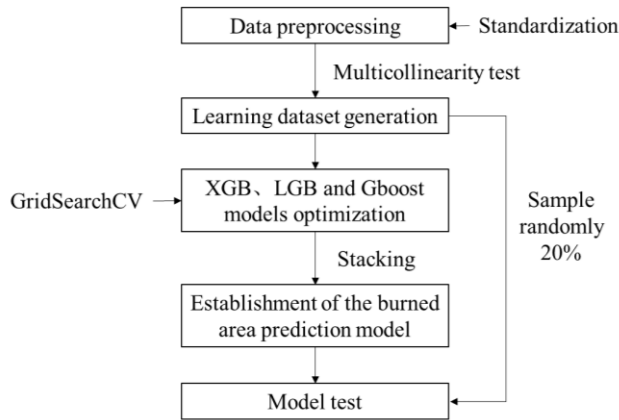 Data preprocessing
Standardization
Multicollinearity test
Learning dataset generation
GridSearchCV
XGB、LGB and Gboost
models optimization
Sample
randomly
20%
Stacking
Establishment of the burned
area prediction model
Model test